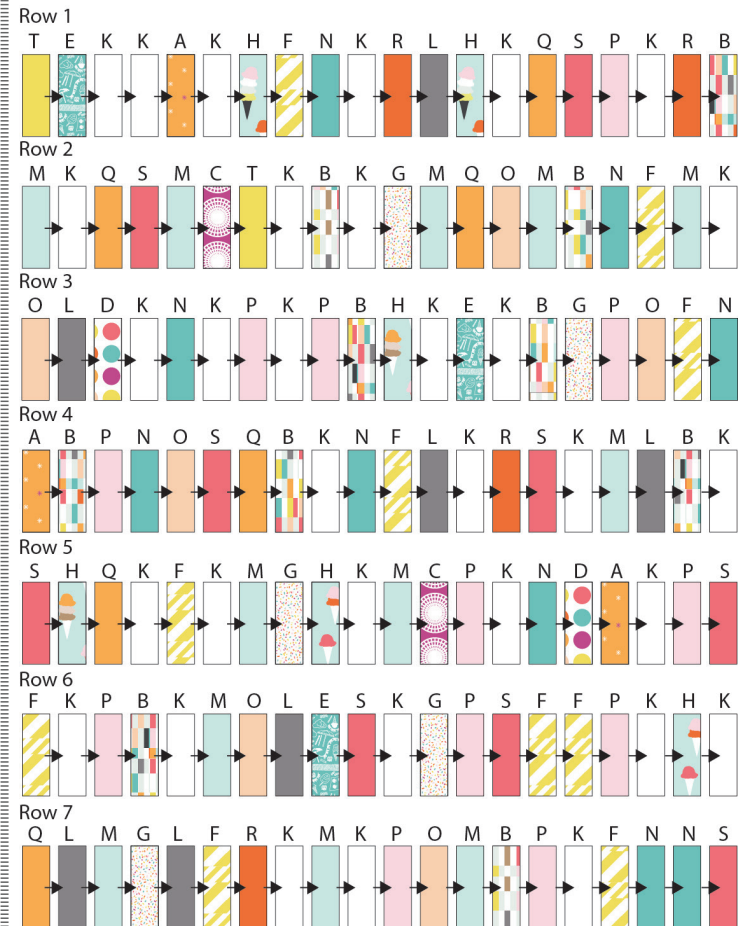 Row 1
T E K K A K H F N K R L H K Q S P K R B
Row 2
M K Q S M C T K B K G M Q O M B N F M K
Row 3
O L D K N K P K P B H K E K B G P O F N
Row 4
A B P N O S Q B K N F L K R S K M L B K
Row 5
S H Q K F K M G H K M C P K N D A K P S
Row 6
F K P B K M O L E S K G P S F F P K H K
Row 7
Q L M G L F R K M K P O M B P K F N N S